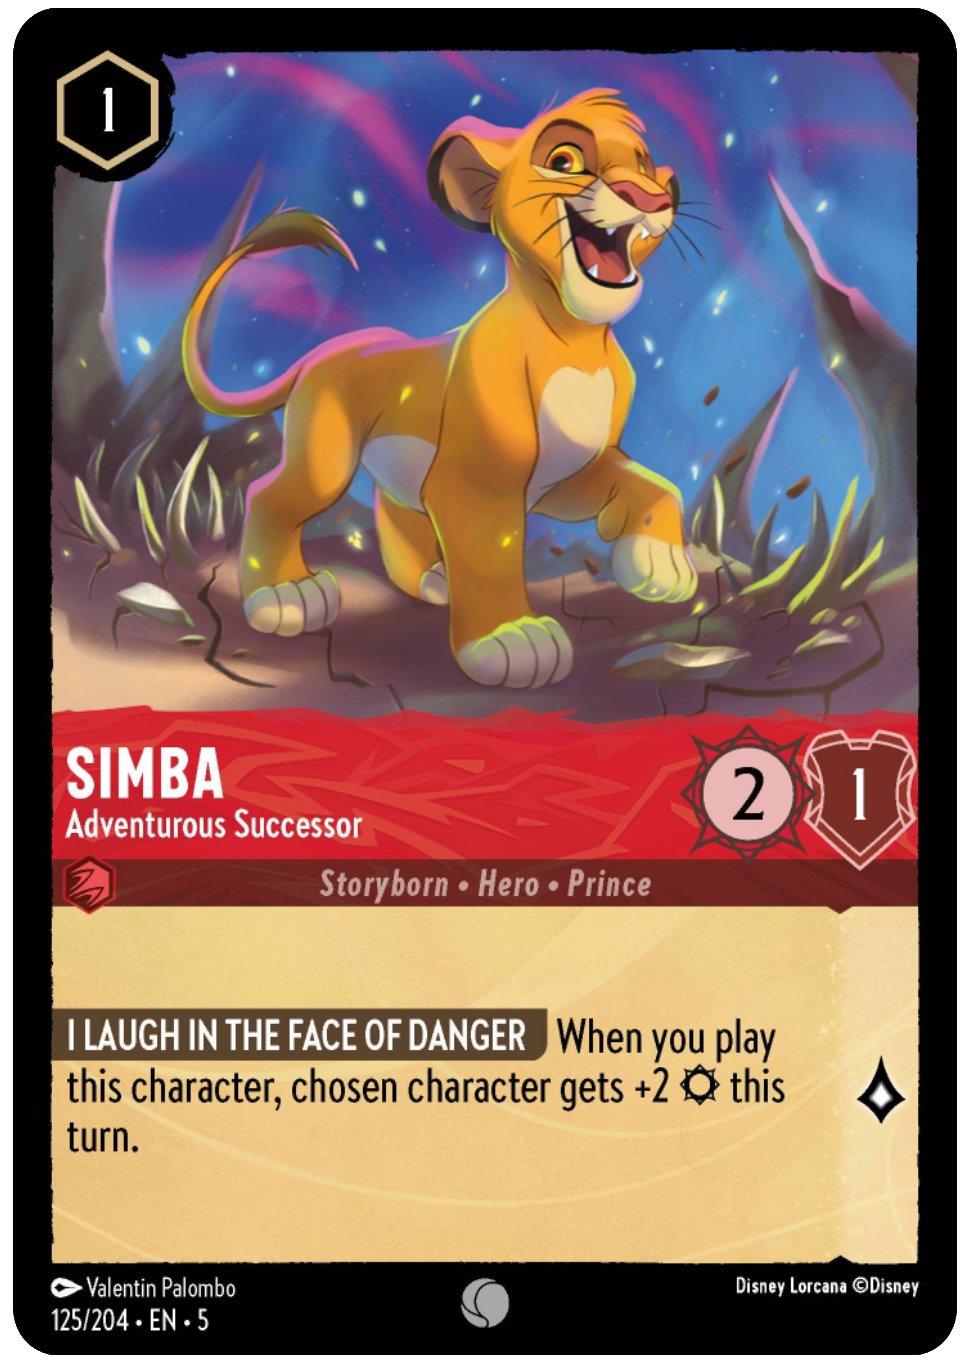 1
SIMBA
Adventurous Successor
2
1
Storyborn • Hero • Prince
I LAUGH IN THE FACE OF DANGER When you play
this character, chosen character gets +2 this
turn.
Valentin Palombo
Disney Lorcana ©Disney
125/204 • EN • 5